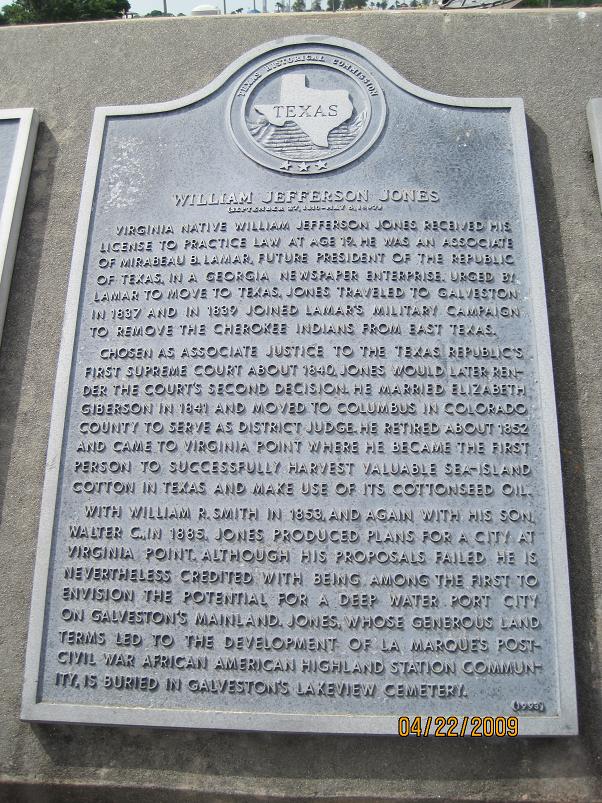 TEXAS HISTORICAL COMMISSION
TEXAS
WILLIAM JEFFERSON JONES
(SEPTEMBER 27, 1810-MAY
VIRGINIA NATIVE WILLIAM JEFFERSON JONES RECEIVED HIS
LICENSE TO PRACTICE LAW AT AGE 19. HE WAS AN ASSOCIATE
OF MIRABEAU B. LAMAR, FUTURE PRESIDENT OF THE REPUBLIC
OF TEXAS, IN A GEORGIA NEWSPAPER ENTERPRISE. URGED BY
LAMAR TO MOVE TO TEXAS, JONES TRAVELED TO GALVESTON
IN 1837 AND IN 1839 JOINED LAMAR'S MILITARY CAMPAIGN
TO REMOVE THE CHEROKEE INDIANS FROM EAST TEXAS.
CHOSEN AS ASSOCIATE JUSTICE TO THE TEXAS REPUBLIC'S
FIRST SUPREME COURT ABOUT 1840, JONES WOULD LATER REN-
DER THE COURT'S SECOND DECISION. HE MARRIED ELIZABETH
GIBERSON IN 1841 AND MOVED TO COLUMBUS IN COLORADO
COUNTY TO SERVE AS DISTRICT JUDGE. HE RETIRED ABOUT 1852
AND CAME TO VIRGINIA POINT WHERE HE BECAME THE FIRST
PERSON TO SUCCESSFULLY HARVEST VALUABLE SEA-ISLAND
COTTON IN TEXAS AND MAKE USE OF ITS COTTONSEED OIL.
WITH WILLIAM R. SMITH IN 1853, AND AGAIN WITH HIS SON,
WALTER C., IN 1885, JONES PRODUCED PLANS FOR A CITY AT
VIRGINIA POINT. ALTHOUGH HIS PROPOSALS FAILED HE IS
NEVERTHELESS CREDITED WITH BEING AMONG THE FIRST TO
ENVISION THE POTENTIAL FOR A DEEP WATER PORT CITY
ON GALVESTON'S MAINLAND. JONES, WHOSE GENEROUS LAND
TERMS LED TO THE DEVELOPMENT OF LA MARQUE'S POST-
CIVIL WAR AFRICAN AMERICAN HIGHLAND STATION COMMUN-
ITY, IS BURIED IN GALVESTON'S LAKEVIEW CEMETERY.
04/22/2009